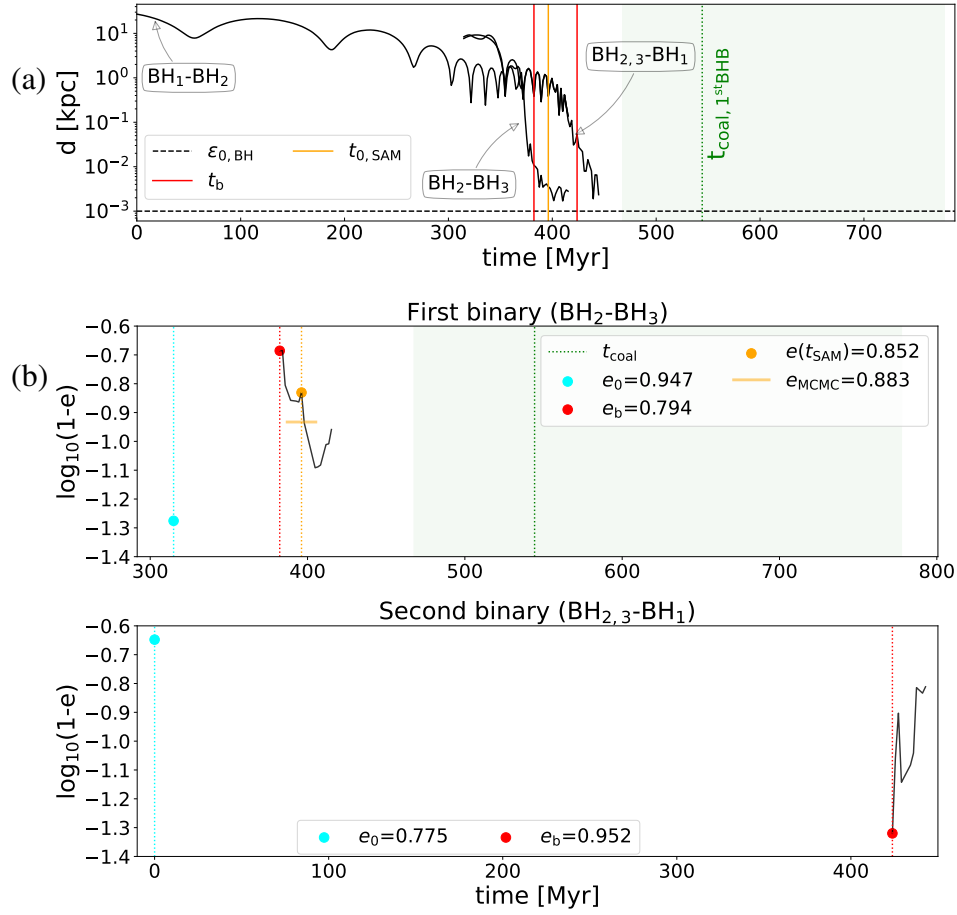 (a)
d [kpc]
10¹
10⁰
10⁻¹
10⁻²
10⁻³
BH₁-BH₂
BH₂-BH₃
BH₂,₃-BH₁
t_coal, 1ˢᵗBHB
ε₀,BH
t_b
t₀,SAM
0 100 200 300 400 500 600 700
time [Myr]
(b)
First binary (BH₂-BH₃)
log₁₀(1-e)
−0.6
−0.7
−0.8
−0.9
−1.0
−1.1
−1.2
−1.3
−1.4
t_coal
e₀=0.947
e_b=0.794
e(t_SAM)=0.852
e_MCMC=0.883
300 400 500 600 700 800
Second binary (BH₂,₃-BH₁)
log₁₀(1-e)
−0.6
−0.7
−0.8
−0.9
−1.0
−1.1
−1.2
−1.3
−1.4
e₀=0.775 e_b=0.952
0 100 200 300 400
time [Myr]